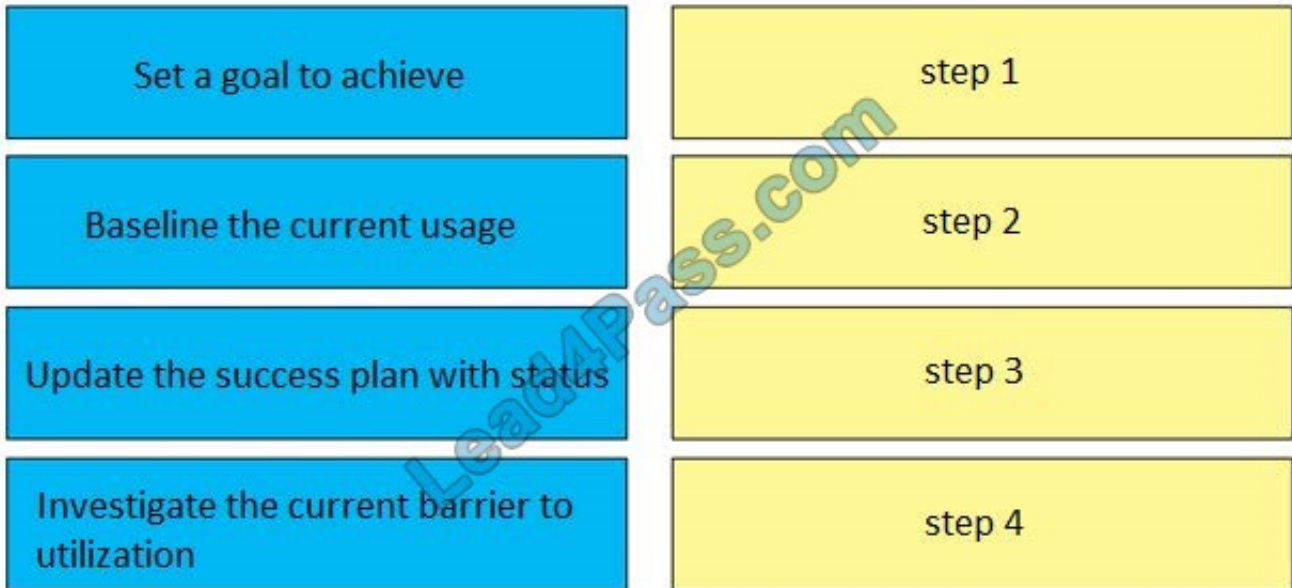 Set a goal to achieve
step 1
Baseline the current usage
step 2
Update the success plan with status
step 3
Investigate the current barrier to
utilization
step 4
Lead4Pass.com